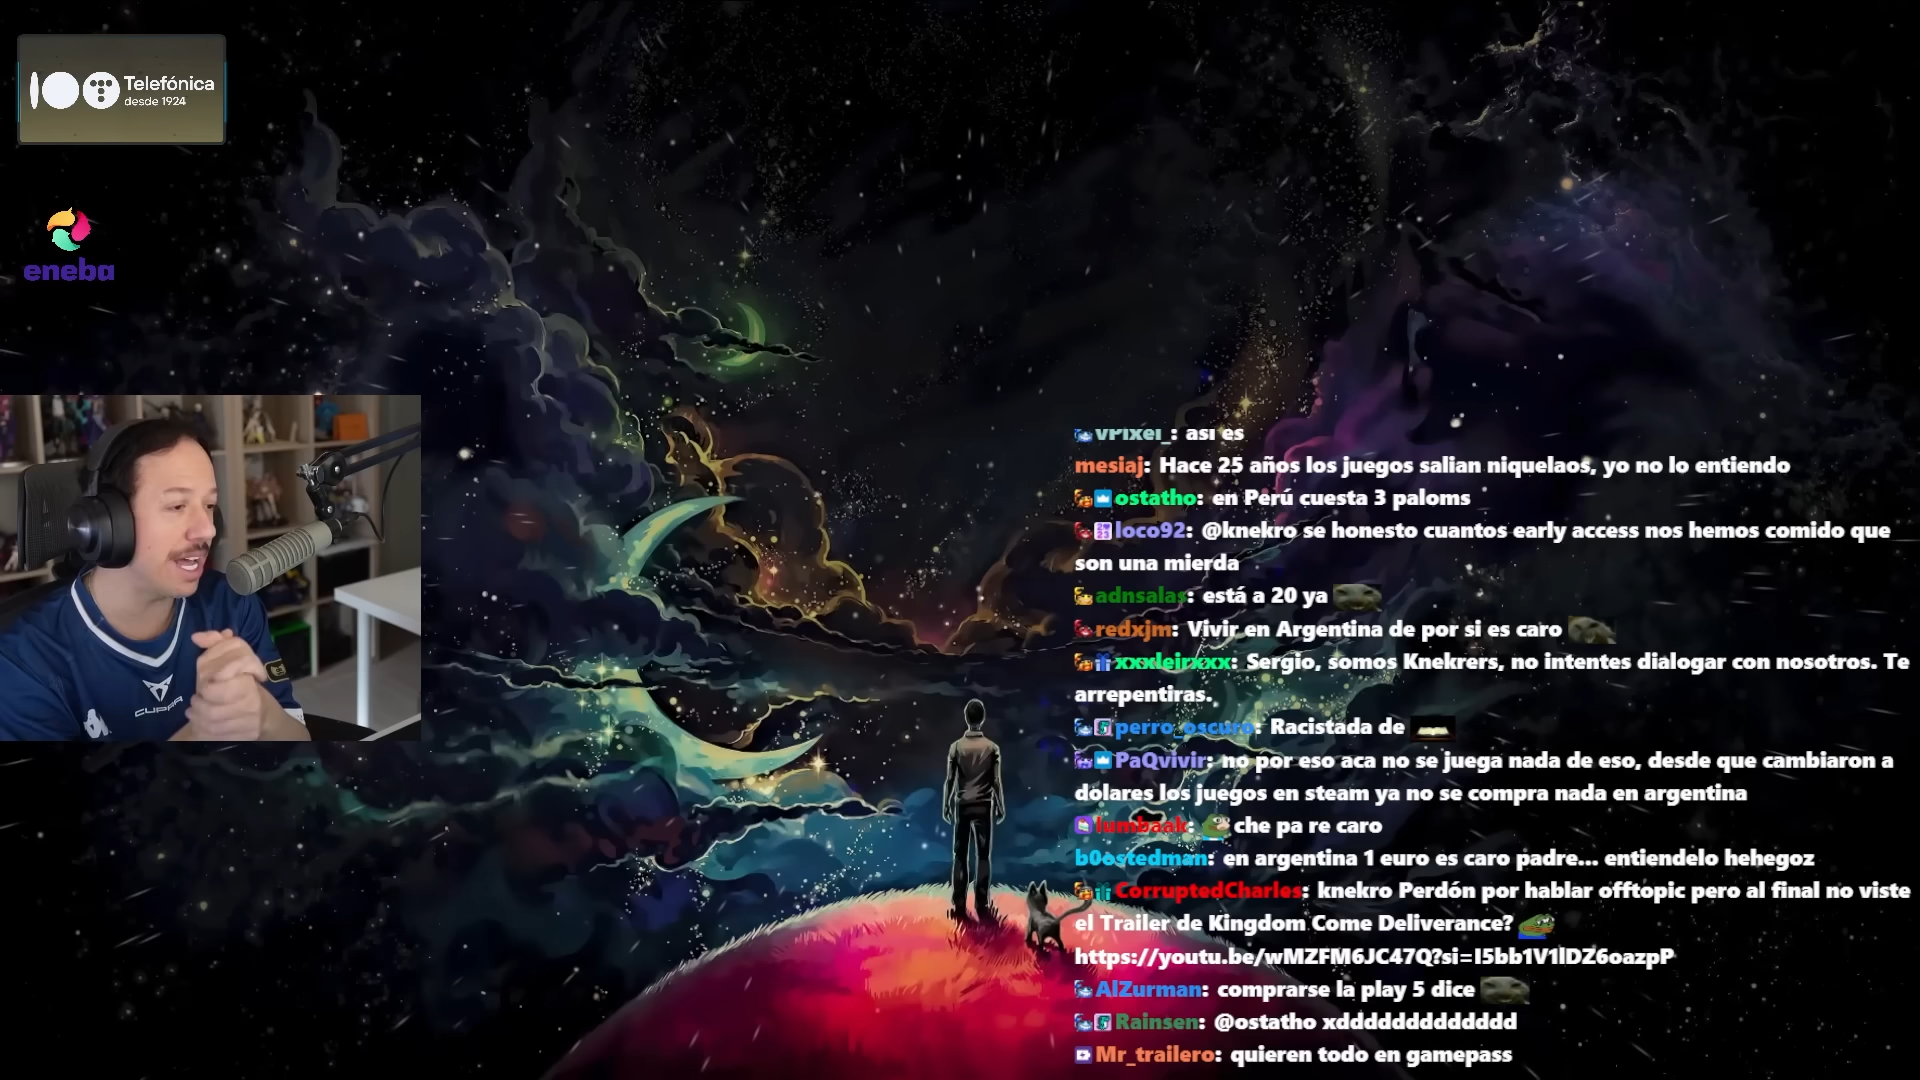 Telefónica
desde 1924
eneba
CUPRA
vPixel_: asi es
mesiaj: Hace 25 años los juegos salian niquelaos, yo no lo entiendo
ostatho: en Perú cuesta 3 paloms
loco92: @knekro se honesto cuantos early access nos hemos comido que
son una mierda
adnsalas: está a 20 ya
redxjm: Vivir en Argentina de por si es caro
xxxleirxxx: Sergio, somos Knekrers, no intentes dialogar con nosotros. Te
arrepentiras.
perro_oscuro: Racistada de
PaQvivir: no por eso aca no se juega nada de eso, desde que cambiaron a
dolares los juegos en steam ya no se compra nada en argentina
lumbaak: che pa re caro
b0ostedman: en argentina 1 euro es caro padre... entiendelo hehegoz
CorruptedCharles: knekro Perdón por hablar offtopic pero al final no viste
el Trailer de Kingdom Come Deliverance?
https://youtu.be/wMZFM6JC47Q?si=I5bb1V1lDZ6oazpP
AlZurman: comprarse la play 5 dice
Rainsen: @ostatho xddddddddddddd
Mr_trailero: quieren todo en gamepass